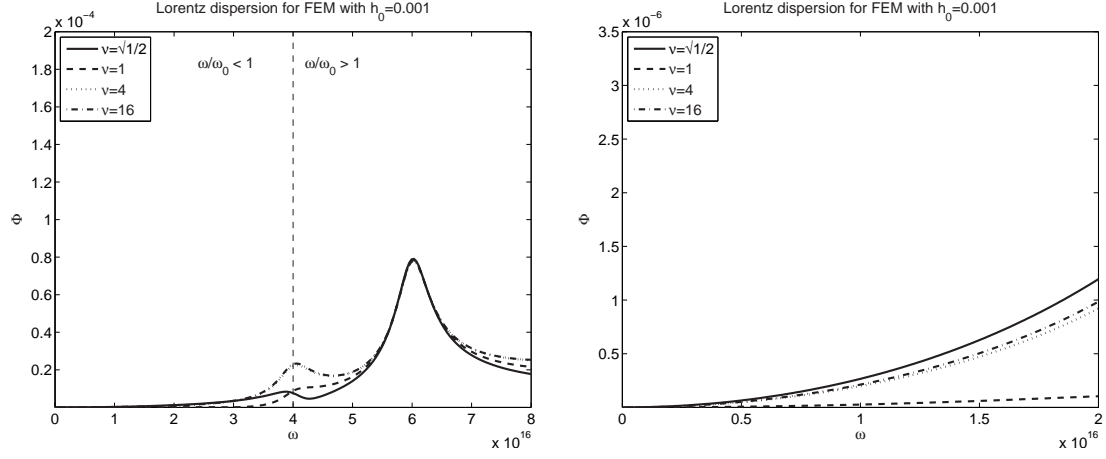 Lorentz dispersion for FEM with h₀=0.001
x 10⁻⁴
2
1.8
1.6
1.4
1.2
1
0.8
0.6
0.4
0.2
Φ
ν=√1/2
ν=1
ν=4
ν=16
ω/ω₀ < 1
ω/ω₀ > 1
0 1 2 3 4 5 6 7 8
ω
x 10¹⁶
Lorentz dispersion for FEM with h₀=0.001
x 10⁻⁶
3.5
3
2.5
2
1.5
1
0.5
Φ
ν=√1/2
ν=1
ν=4
ν=16
0 0.5 1 1.5 2
ω
x 10¹⁶